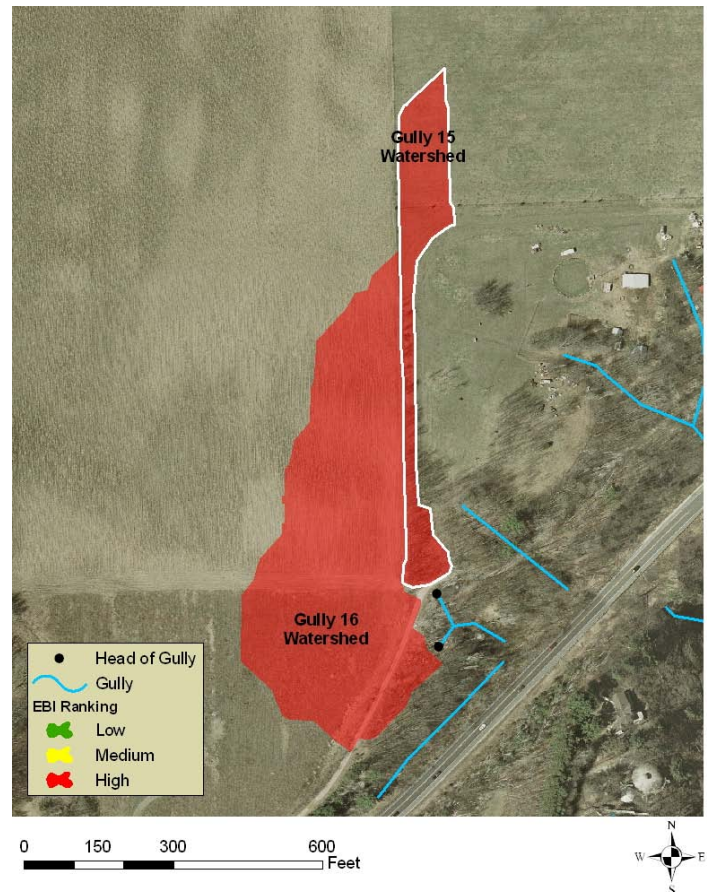 Gully 15
Watershed
Gully 16
Watershed
Head of Gully
Gully
EBI Ranking
Low
Medium
High
0 150 300 600
Feet
N
W E
S